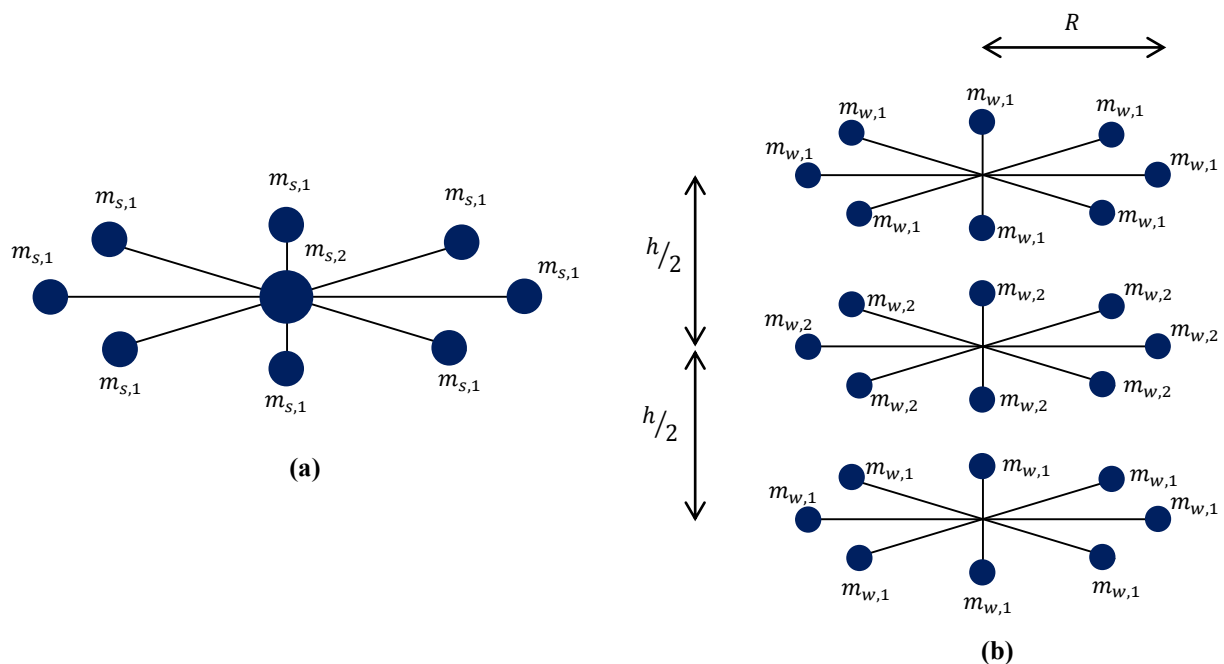 R
m_{w,1}
m_{w,1} m_{w,1}
m_{w,1} m_{w,1}
m_{w,1} m_{w,1}
m_{w,1}
h/2
m_{w,2} m_{w,2} m_{w,2}
m_{w,2} m_{w,2}
m_{w,2} m_{w,2} m_{w,2}
h/2
m_{w,1} m_{w,1} m_{w,1}
m_{w,1} m_{w,1}
m_{w,1} m_{w,1} m_{w,1}
(b)
m_{s,1}
m_{s,1} m_{s,1}
m_{s,1} m_{s,2} m_{s,1}
m_{s,1} m_{s,1} m_{s,1}
(a)